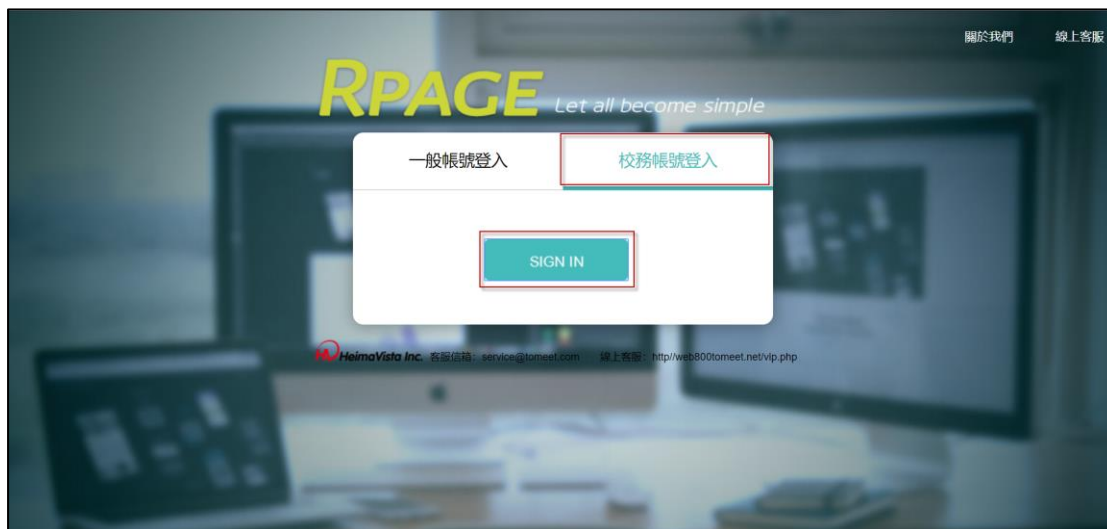 關於我們 線上客服
RPAGE Let all become simple
一般帳號登入 校務帳號登入
SIGN IN
HeimaVista Inc. 客服信箱: service@tomeet.com 線上客服: http//web800tomeet.net/vip.php